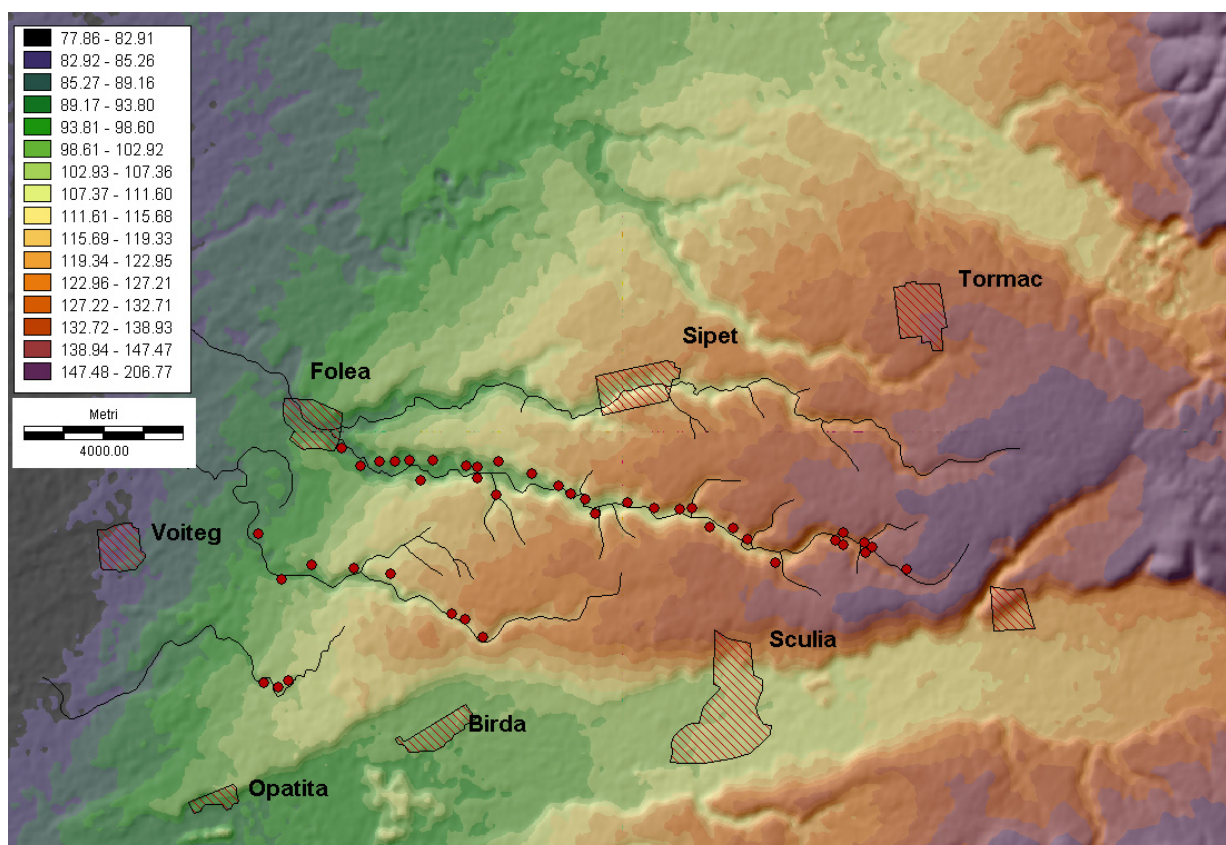 77.86 - 82.91
82.92 - 85.26
85.27 - 89.16
89.17 - 93.80
93.81 - 98.60
98.61 - 102.92
102.93 - 107.36
107.37 - 111.60
111.61 - 115.68
115.69 - 119.33
119.34 - 122.95
122.96 - 127.21
127.22 - 132.71
132.72 - 138.93
138.94 - 147.47
147.48 - 206.77
Metri
4000.00
Tormac
Sipet
Folea
Voiteg
Sculia
Birda
Opatita